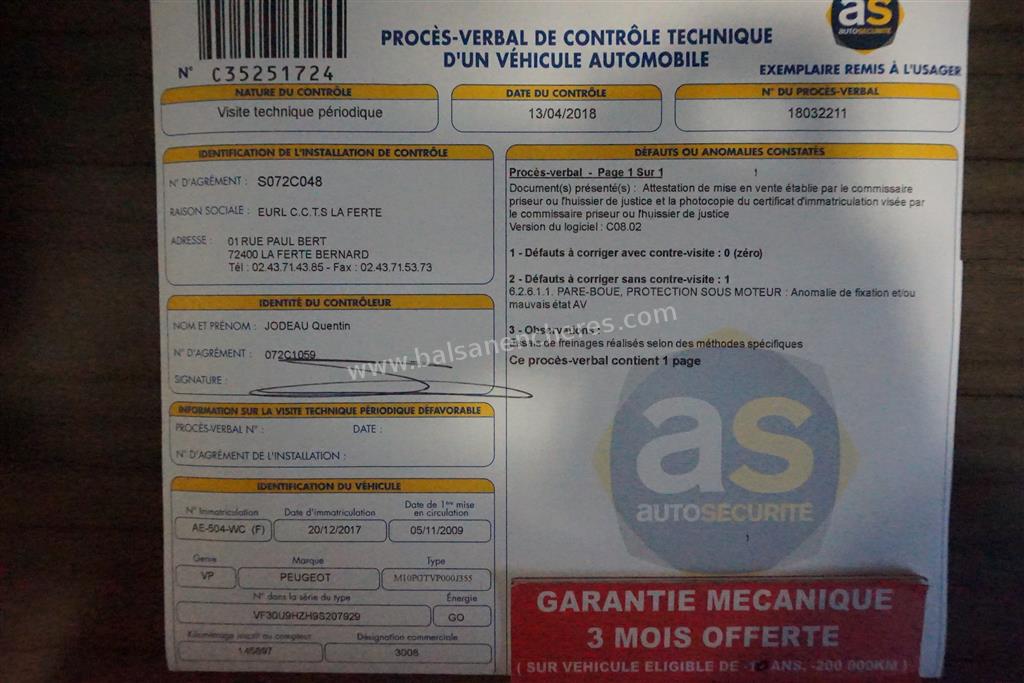 as
AUTOSECURITE
PROCÈS-VERBAL DE CONTRÔLE TECHNIQUE
D'UN VÉHICULE AUTOMOBILE
N° C35251724
EXEMPLAIRE REMIS À L'USAGER
NATURE DU CONTRÔLE
Visite technique périodique
DATE DU CONTRÔLE
13/04/2018
N° DU PROCÈS-VERBAL
18032211
IDENTIFICATION DE L'INSTALLATION DE CONTRÔLE
N° D'AGRÉMENT : S072C048
RAISON SOCIALE : EURL C.C.T.S LA FERTE
ADRESSE : 01 RUE PAUL BERT
72400 LA FERTE BERNARD
Tél : 02.43.71.43.85 - Fax : 02.43.71.53.73
IDENTITÉ DU CONTRÔLEUR
NOM ET PRÉNOM : JODEAU Quentin
N° D'AGRÉMENT : 072C1059
SIGNATURE :
INFORMATION SUR LA VISITE TECHNIQUE PÉRIODIQUE DÉFAVORABLE
PROCÈS-VERBAL N° : DATE :
N° D'AGRÉMENT DE L'INSTALLATION :
IDENTIFICATION DU VÉHICULE
N° Immatriculation Date d'immatriculation Date de 1ère mise
en circulation
AE-504-WC (F) 20/12/2017 05/11/2009
Genre Marque Type
VP PEUGEOT M10PGTVP000J355
N° dans la série du type Énergie
VF30U9HZH9S207929 GO
Kilométrage inscrit au compteur Désignation commerciale
3008
DÉFAUTS OU ANOMALIES CONSTATÉS
Procès-verbal - Page 1 Sur 1
Document(s) présenté(s) : Attestation de mise en vente établie par le commissaire
priseur ou l'huissier de justice et la photocopie du certificat d'immatriculation visée par
le commissaire priseur ou l'huissier de justice
Version du logiciel : C08.02
1 - Défauts à corriger avec contre-visite : 0 (zéro)
2 - Défauts à corriger sans contre-visite : 1
6.2.6.1.1. PARE-BOUE, PROTECTION SOUS MOTEUR : Anomalie de fixation et/ou
mauvais état AV
3 - Observations :
Essais de freinages réalisés selon des méthodes spécifiques
Ce procès-verbal contient 1 page
www.balsanencheros.com
as
AUTOSECURITE
GARANTIE MECANIQUE
3 MOIS OFFERTE
( SUR VEHICULE ELIGIBLE DE -10 ANS, -200 000KM )